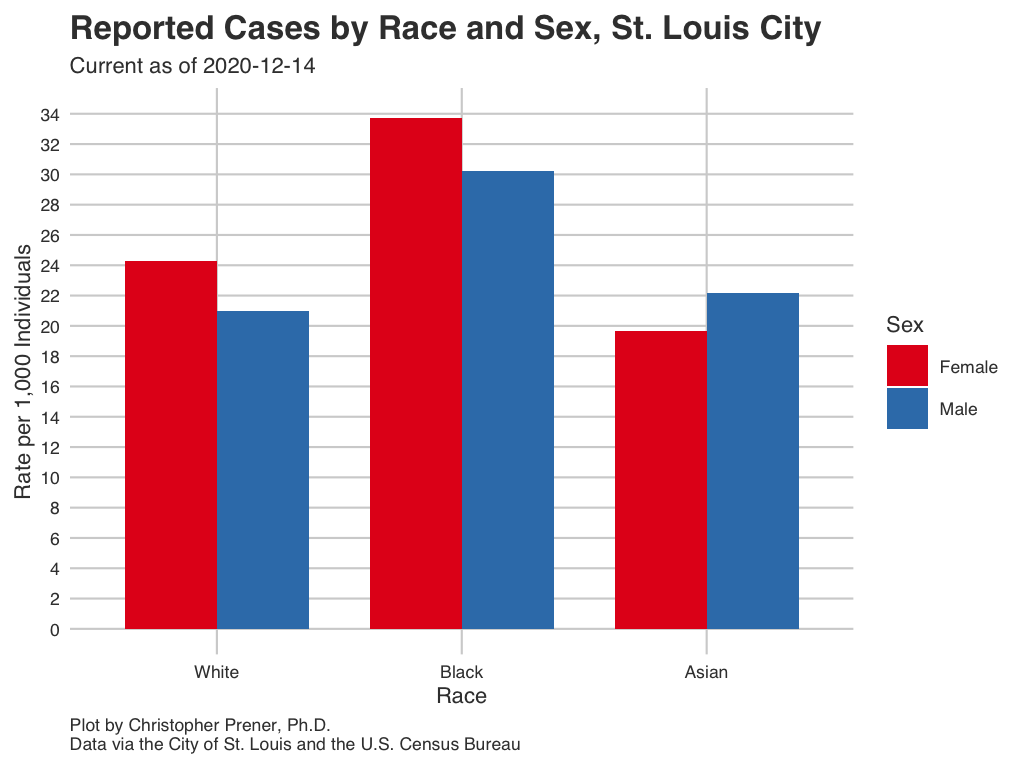 Reported Cases by Race and Sex, St. Louis City
Current as of 2020-12-14
34
32
30
28
26
24
22
20
18
16
14
12
10
8
6
4
2
0
Rate per 1,000 Individuals
White
Black
Asian
Race
Sex
Female
Male
Plot by Christopher Prener, Ph.D.
Data via the City of St. Louis and the U.S. Census Bureau